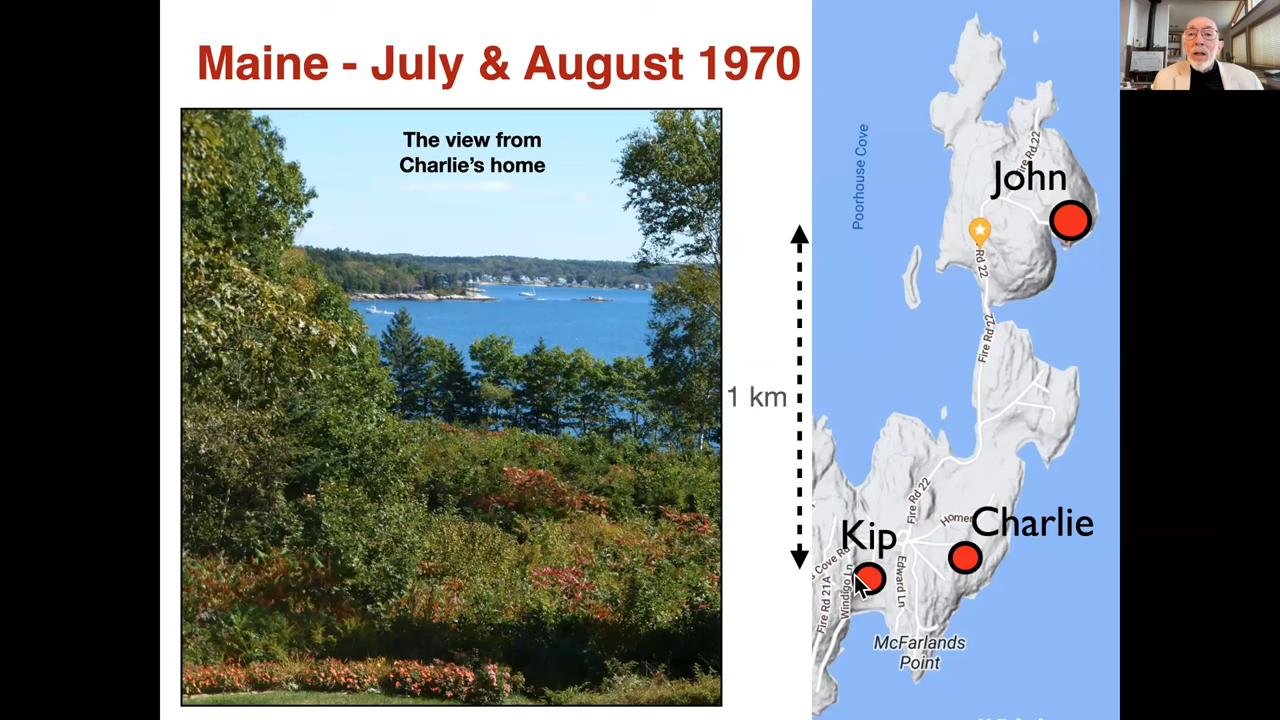 Maine - July & August 1970
The view from
Charlie's home
1 km
Poorhouse Cove
Fire Rd 22
John
Rd 22
Fire Rd 22
Fire Rd 22
Homer
Charlie
Kip
s Cove Rd
Edward Ln
Windigo Ln
Fire Rd 21A
McFarlands
Point